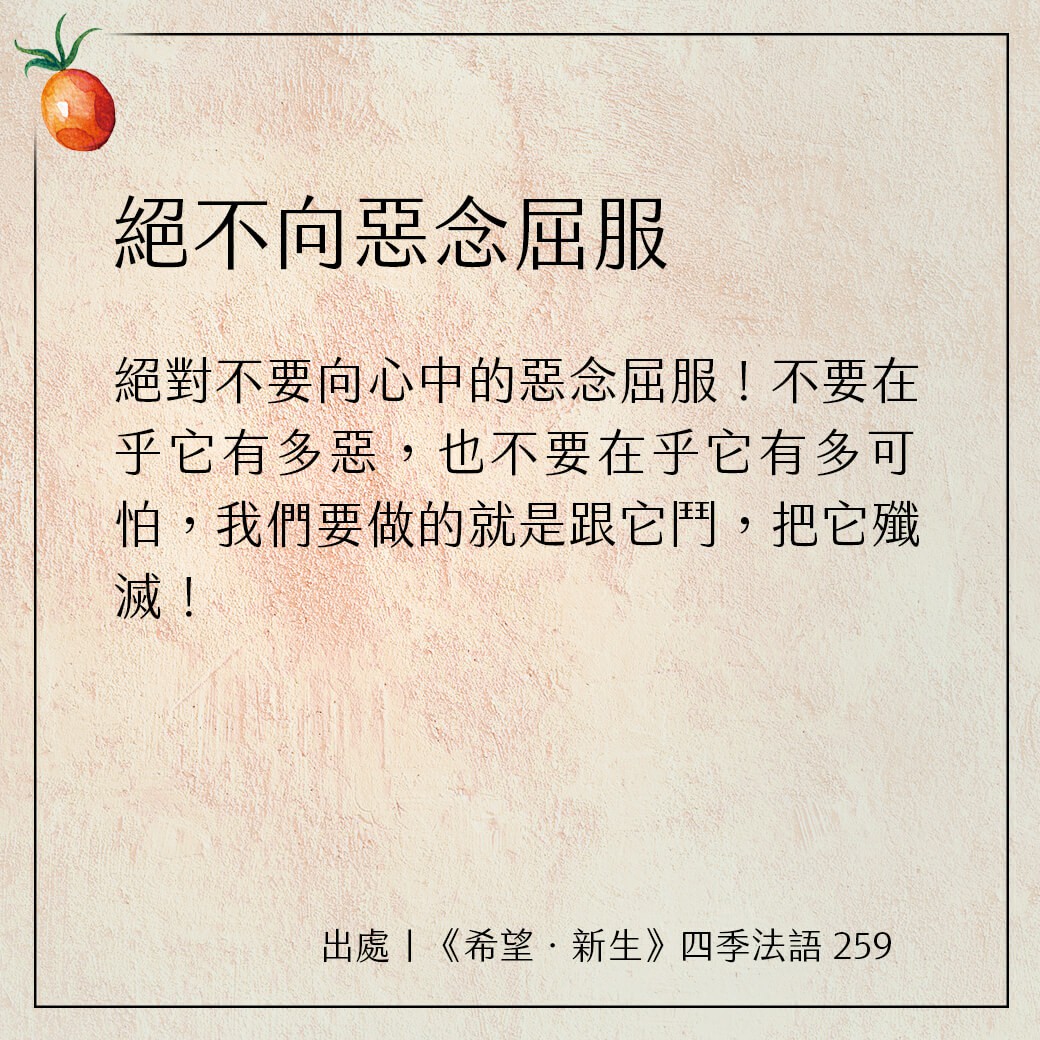 絕不向惡念屈服
絕對不要向心中的惡念屈服！不要在
乎它有多惡，也不要在乎它有多可
怕，我們要做的就是跟它鬥，把它殲
滅！
出處｜《希望．新生》四季法語 259